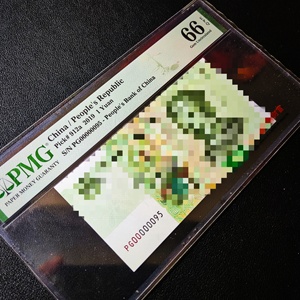 China / People's Republic
Pick# 912a 2019 1 Yuan
S/N PG00000095 - People's Bank of China
66
PMG
PAPER MONEY GUARANTY
PG00000095